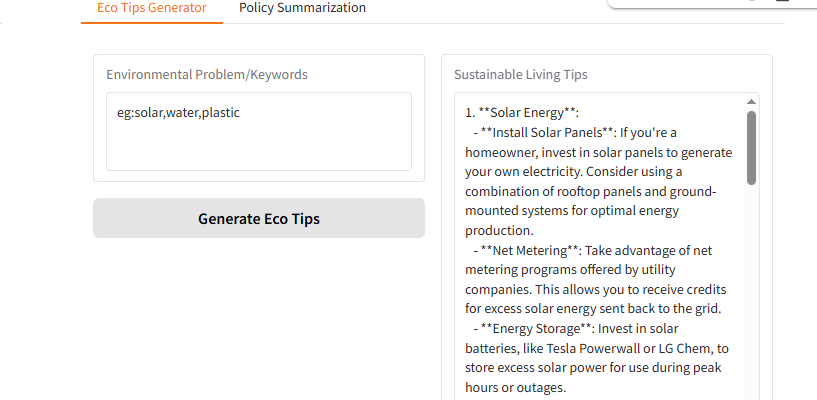 Eco Tips Generator Policy Summarization
Environmental Problem/Keywords
eg:solar,water,plastic
Generate Eco Tips
Sustainable Living Tips
1. **Solar Energy**:
- **Install Solar Panels**: If you're a
homeowner, invest in solar panels to generate
your own electricity. Consider using a
combination of rooftop panels and ground-
mounted systems for optimal energy
production.
- **Net Metering**: Take advantage of net
metering programs offered by utility
companies. This allows you to receive credits
for excess solar energy sent back to the grid.
- **Energy Storage**: Invest in solar
batteries, like Tesla Powerwall or LG Chem, to
store excess solar power for use during peak
hours or outages.